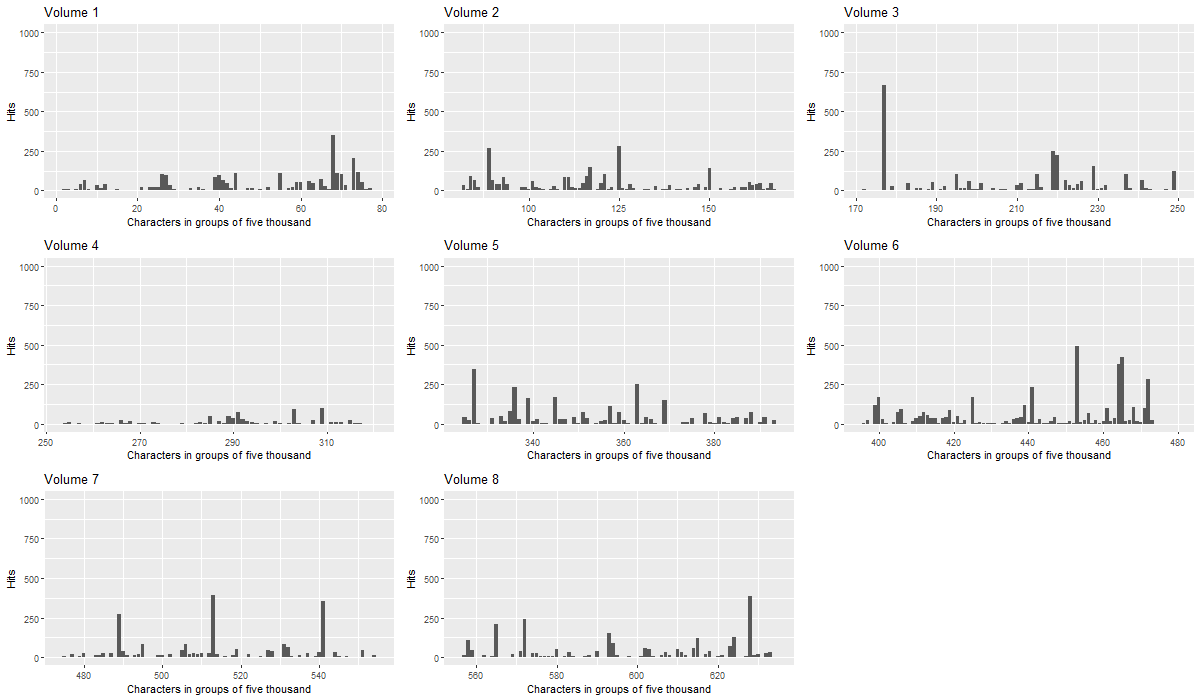 Volume 1
1000
750
500
250
0
Hits
0 20 40 60 80
Characters in groups of five thousand
Volume 2
1000
750
500
250
0
Hits
100 125 150
Characters in groups of five thousand
Volume 3
1000
750
500
250
0
Hits
170 190 210 230 250
Characters in groups of five thousand
Volume 4
1000
750
500
250
0
Hits
250 270 290 310
Characters in groups of five thousand
Volume 5
1000
750
500
250
0
Hits
340 360 380
Characters in groups of five thousand
Volume 6
1000
750
500
250
0
Hits
400 420 440 460 480
Characters in groups of five thousand
Volume 7
1000
750
500
250
0
Hits
480 500 520 540
Characters in groups of five thousand
Volume 8
1000
750
500
250
0
Hits
560 580 600 620
Characters in groups of five thousand